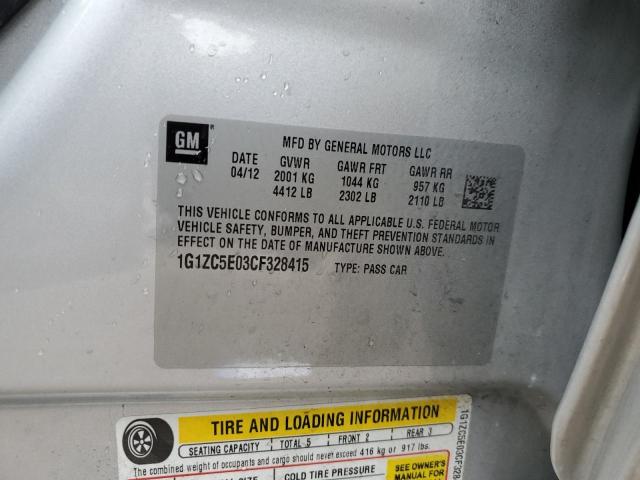 GM
MFD BY GENERAL MOTORS LLC
DATE GVWR GAWR FRT GAWR RR
04/12 2001 KG 1044 KG 957 KG
4412 LB 2302 LB 2110 LB
THIS VEHICLE CONFORMS TO ALL APPLICABLE U.S. FEDERAL MOTOR
VEHICLE SAFETY, BUMPER, AND THEFT PREVENTION STANDARDS IN
EFFECT ON THE DATE OF MANUFACTURE SHOWN ABOVE.
1G1ZC5E03CF328415 TYPE: PASS CAR
TIRE AND LOADING INFORMATION
SEATING CAPACITY TOTAL 5 FRONT 2 REAR 3
The combined weight of occupants and cargo should never exceed 416 kg or 917 lbs.
SIZE COLD TIRE PRESSURE
SEE OWNER'S
MANUAL FOR
1G1ZC5E03CF328